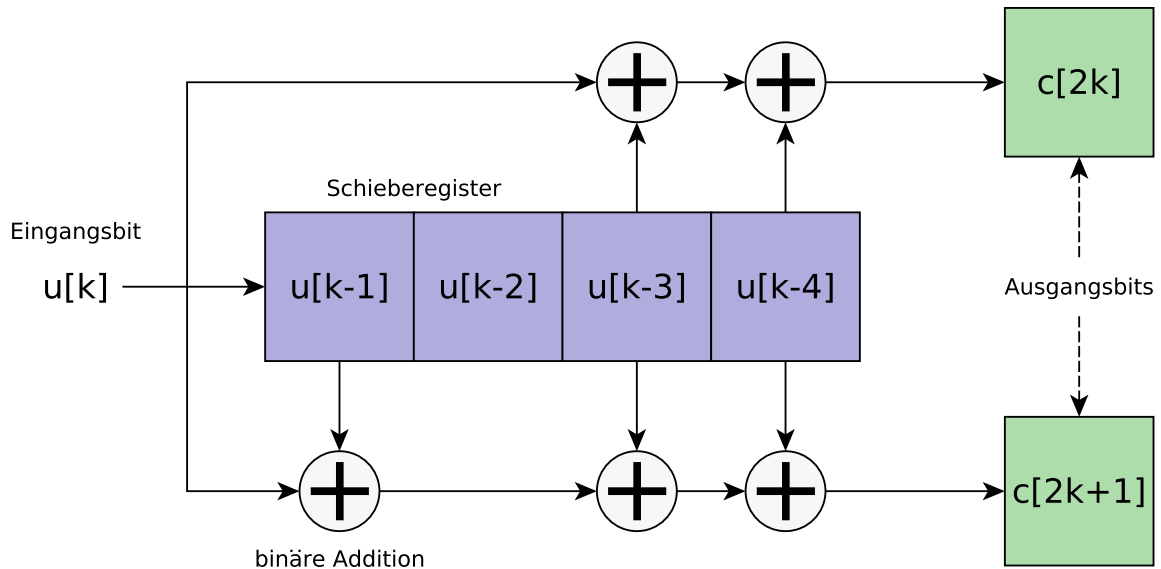 c[2k]
Schieberegister
Eingangsbit
u[k]
u[k-1]
u[k-2]
u[k-3]
u[k-4]
Ausgangsbits
c[2k+1]
binäre Addition